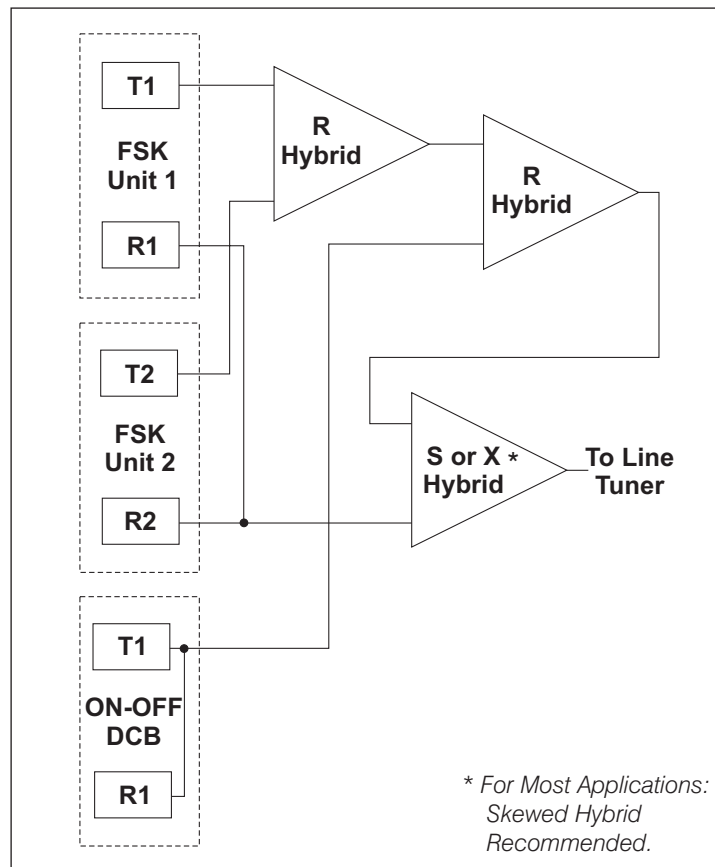 T1
FSK
Unit 1
R1
R
Hybrid
R
Hybrid
T2
FSK
Unit 2
R2
S or X *
Hybrid
To Line
Tuner
T1
ON-OFF
DCB
R1
* For Most Applications:
Skewed Hybrid
Recommended.